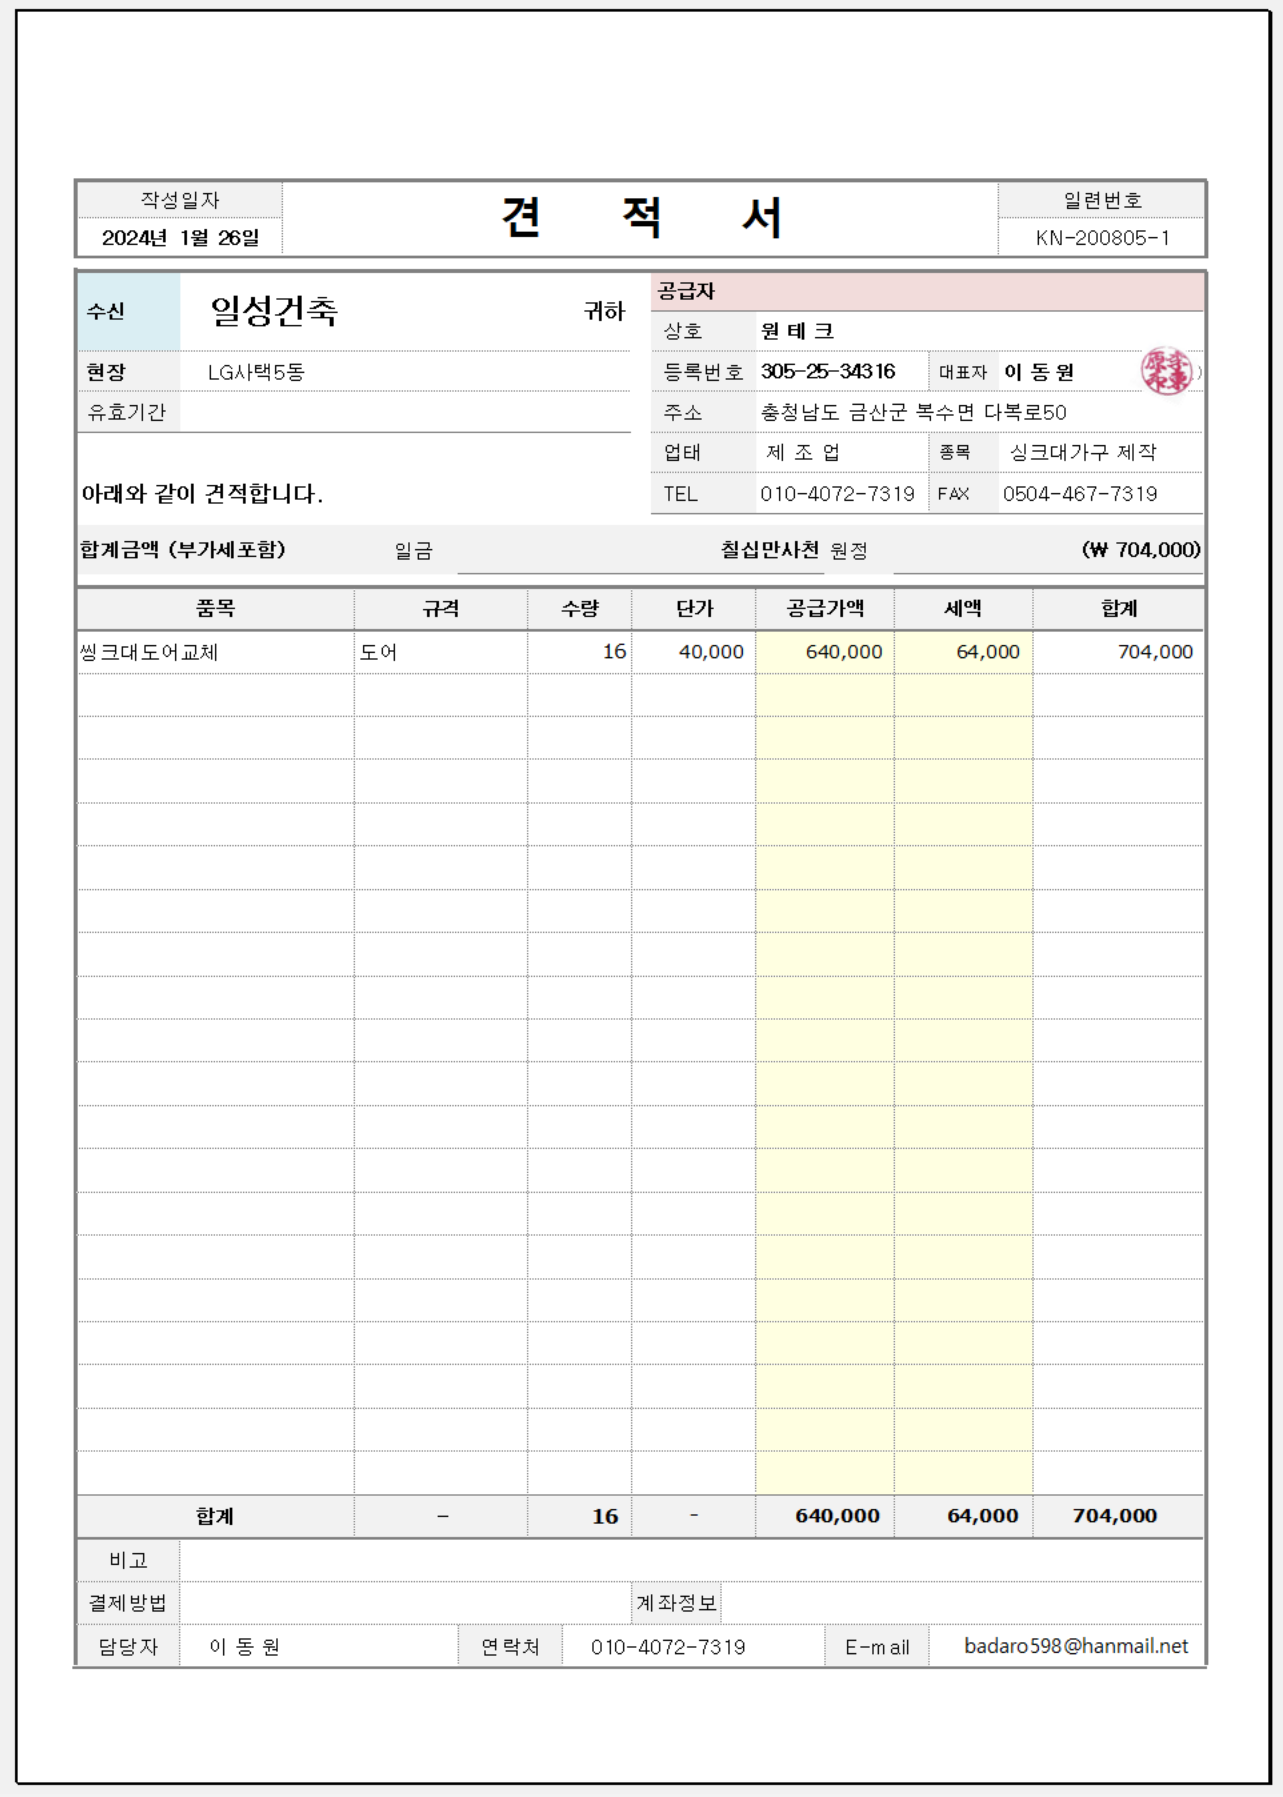 작성일자
견 적 서
일련번호
2024년 1월 26일
KN-200805-1
수신 일성건축 귀하
현장 LG사택5동
유효기간
아래와 같이 견적합니다.
공급자
상호 원 테 크
등록번호 305-25-34316 대표자 이 동 원 )
주소 충청남도 금산군 복수면 다복로50
업태 제 조 업 종목 싱크대가구 제작
TEL 010-4072-7319 FAX 0504-467-7319
합계금액 (부가세포함) 일금 칠십만사천 원정 (₩ 704,000)
품목 규격 수량 단가 공급가액 세액 합계
씽크대도어교체 도어 16 40,000 640,000 64,000 704,000
합계 - 16 - 640,000 64,000 704,000
비고
결제방법 계좌정보
담당자 이 동 원 연락처 010-4072-7319 E-mail badaro598@hanmail.net